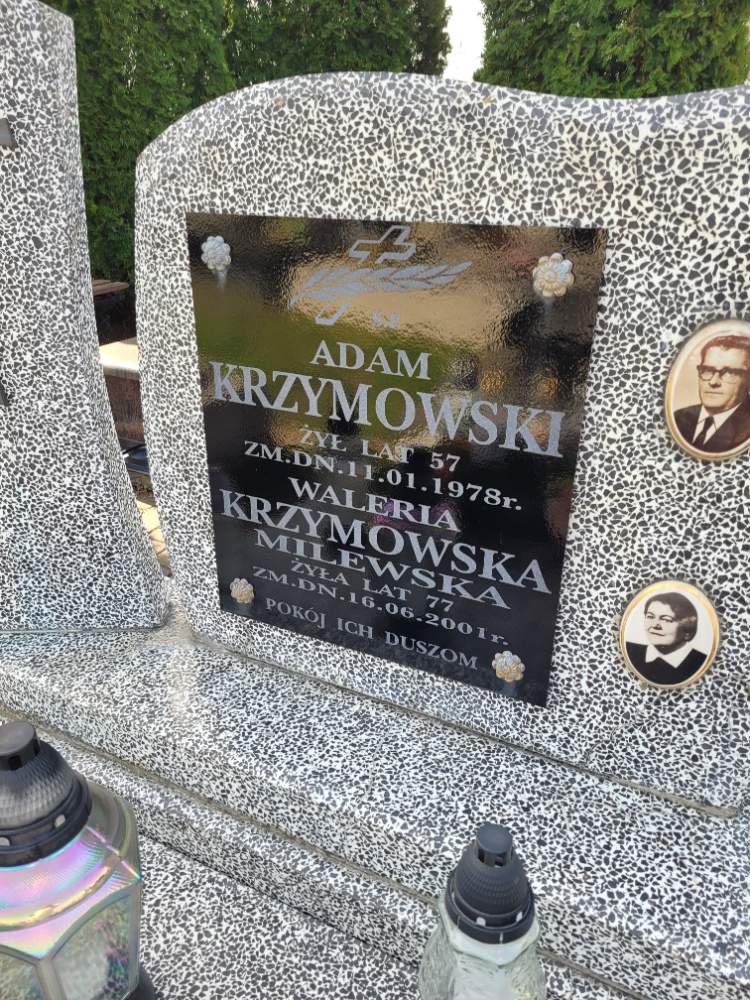 ADAM
KRZYMOWSKI
ŻYŁ LAT 57
ZM.DN.11.01.1978r.
WALERIA
KRZYMOWSKA
MILEWSKA
ŻYŁA LAT 77
ZM.DN.16.06.2001r.
POKÓJ ICH DUSZOM